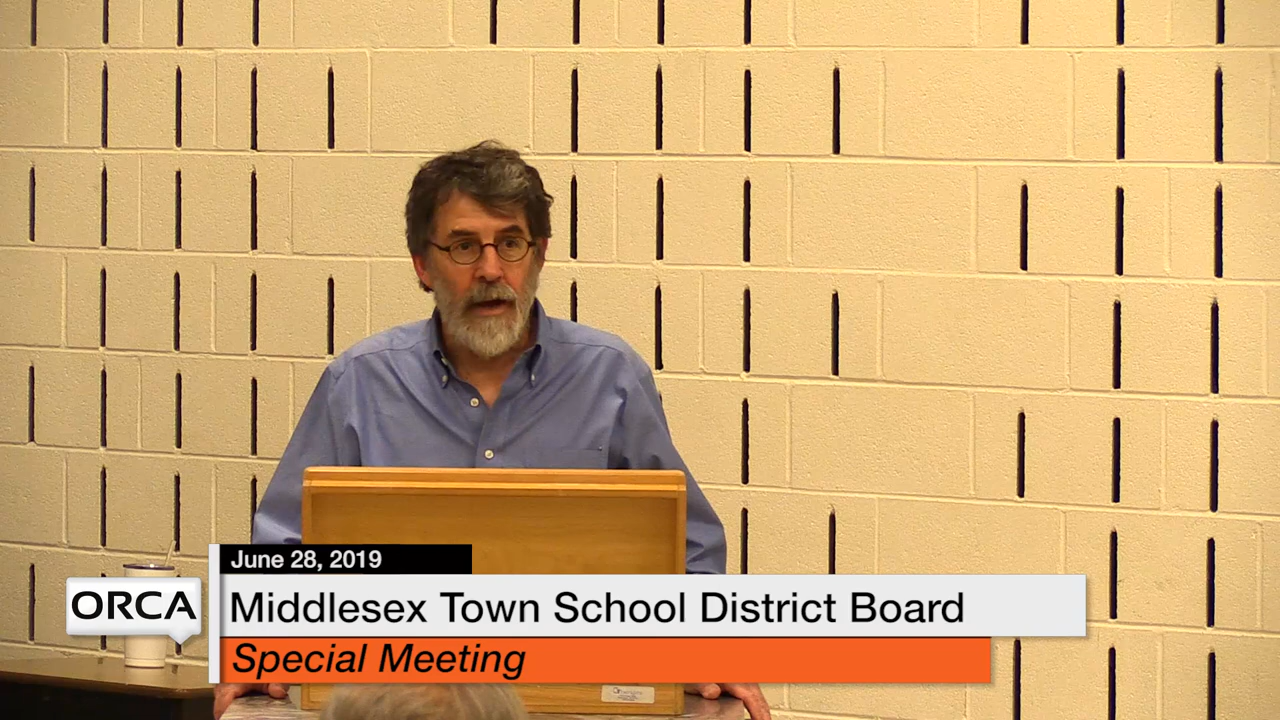 June 28, 2019
ORCA
Middlesex Town School District Board
Special Meeting